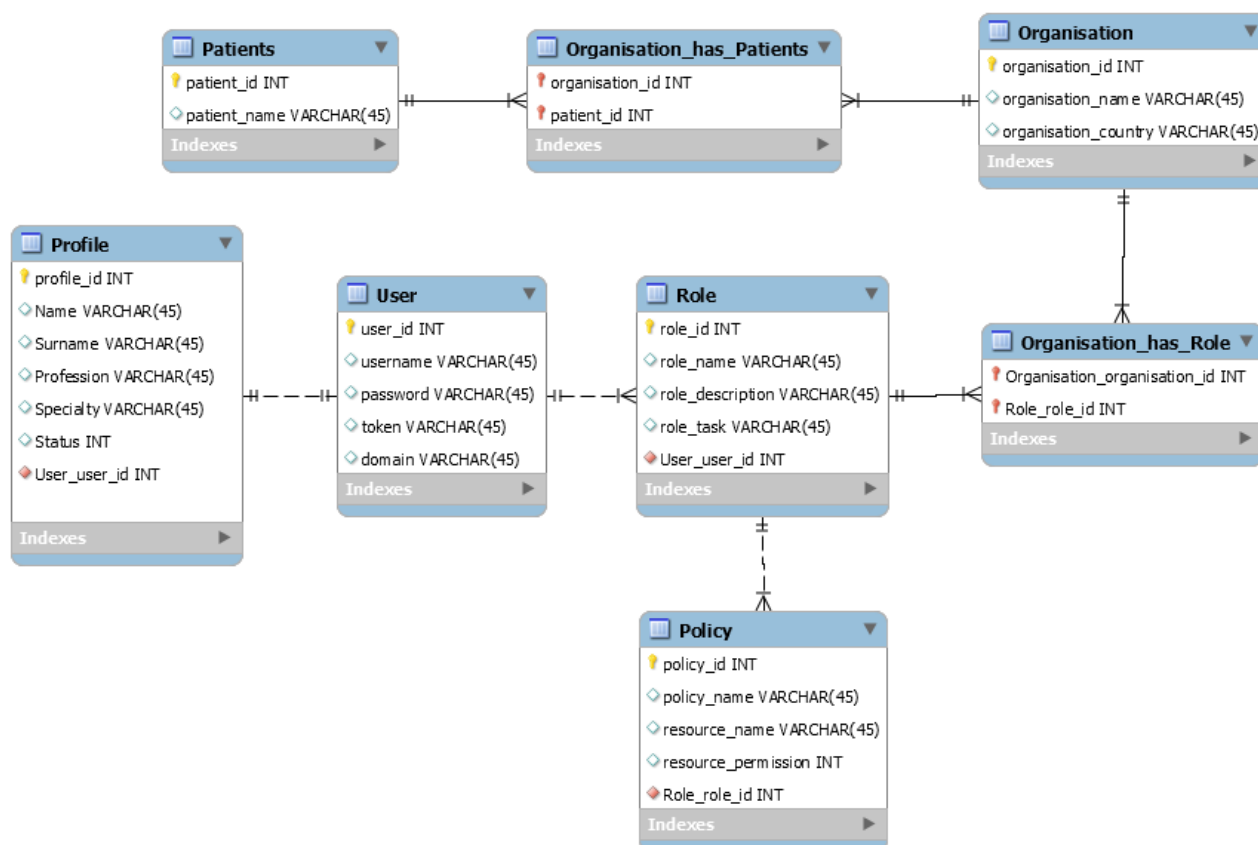 Patients
patient_id INT
patient_name VARCHAR(45)
Indexes
Organisation_has_Patients
organisation_id INT
patient_id INT
Indexes
Organisation
organisation_id INT
organisation_name VARCHAR(45)
organisation_country VARCHAR(45)
Indexes
Profile
profile_id INT
Name VARCHAR(45)
Surname VARCHAR(45)
Profession VARCHAR(45)
Specialty VARCHAR(45)
Status INT
User_user_id INT
Indexes
User
user_id INT
username VARCHAR(45)
password VARCHAR(45)
token VARCHAR(45)
domain VARCHAR(45)
Indexes
Role
role_id INT
role_name VARCHAR(45)
role_description VARCHAR(45)
role_task VARCHAR(45)
User_user_id INT
Indexes
Organisation_has_Role
Organisation_organisation_id INT
Role_role_id INT
Indexes
Policy
policy_id INT
policy_name VARCHAR(45)
resource_name VARCHAR(45)
resource_permission INT
Role_role_id INT
Indexes